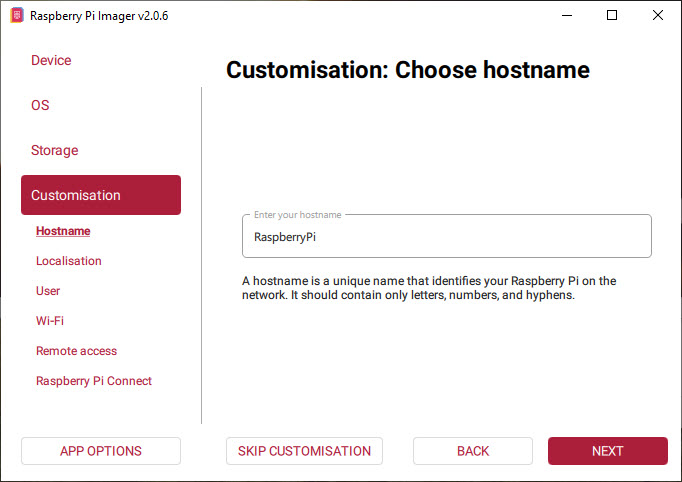 Raspberry Pi Imager v2.0.6
Device
OS
Storage
Customisation
Hostname
Localisation
User
Wi-Fi
Remote access
Raspberry Pi Connect
APP OPTIONS
Customisation: Choose hostname
Enter your hostname
RaspberryPi
A hostname is a unique name that identifies your Raspberry Pi on the
network. It should contain only letters, numbers, and hyphens.
SKIP CUSTOMISATION
BACK
NEXT